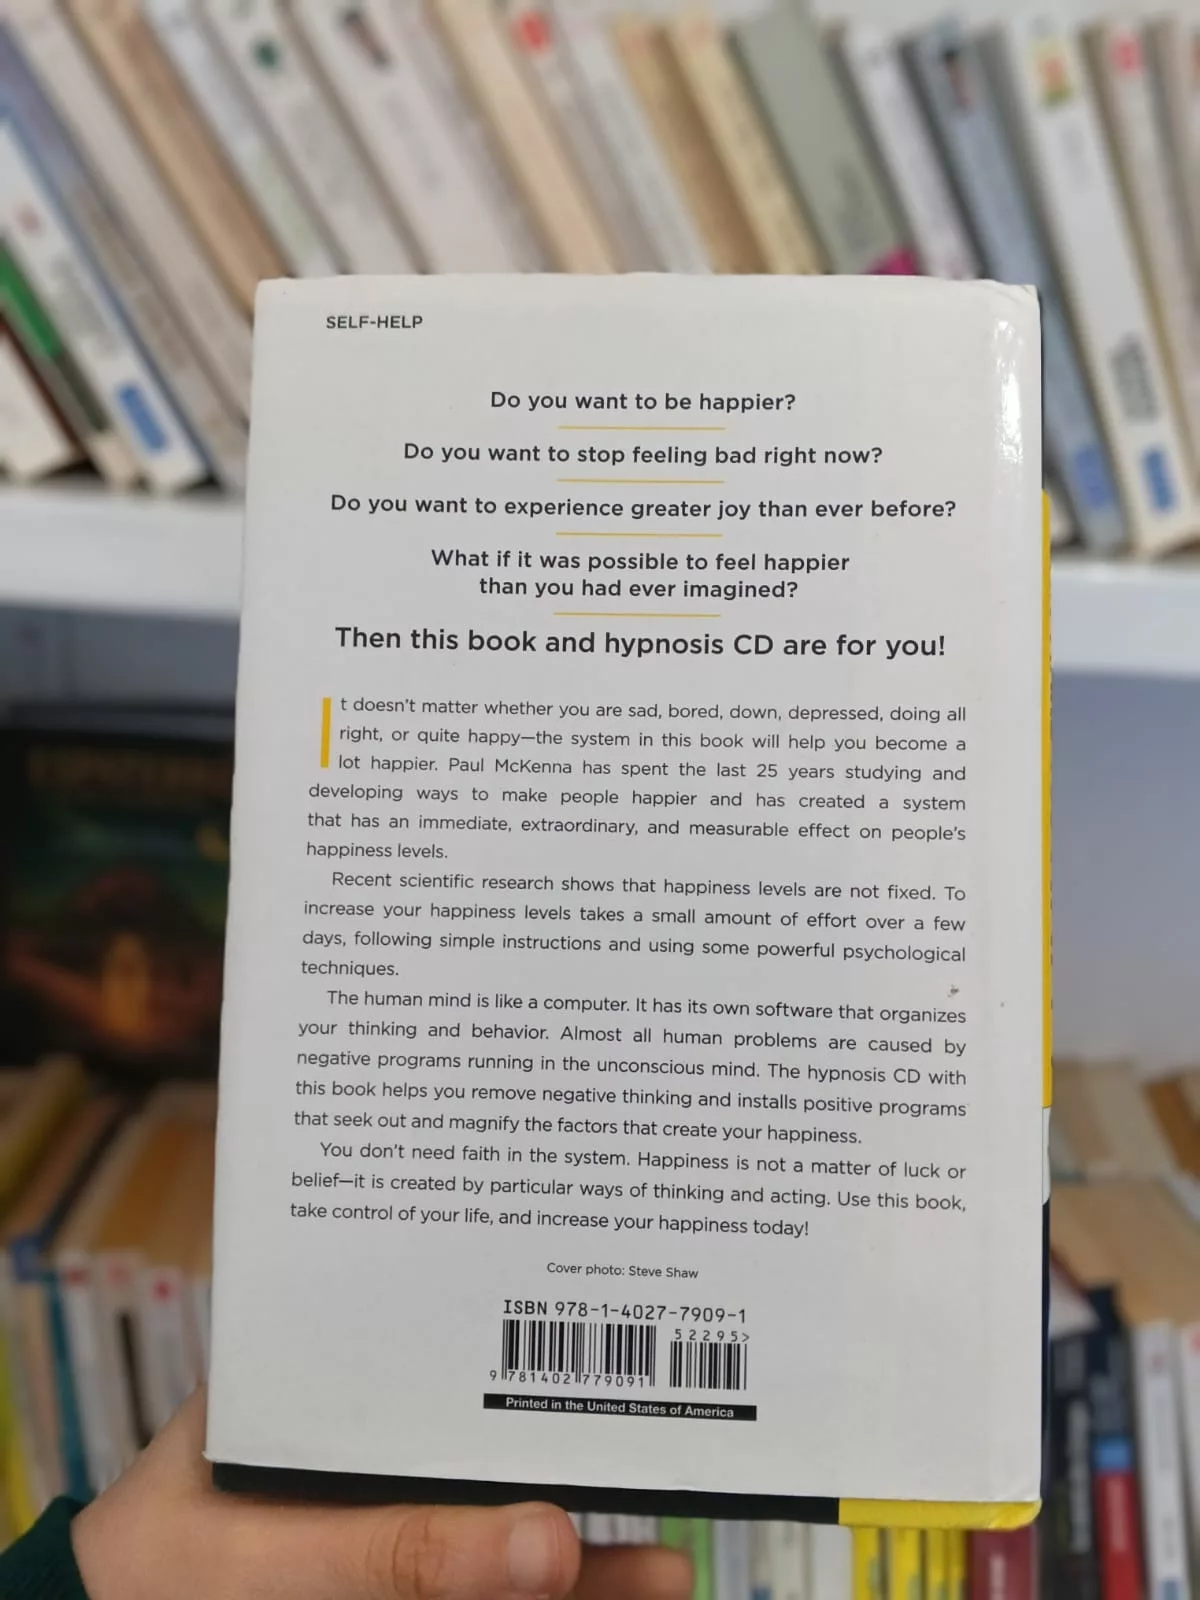 SELF-HELP
Do you want to be happier?
Do you want to stop feeling bad right now?
Do you want to experience greater joy than ever before?
What if it was possible to feel happier
than you had ever imagined?
Then this book and hypnosis CD are for you!
It doesn't matter whether you are sad, bored, down, depressed, doing all
right, or quite happy—the system in this book will help you become a
lot happier. Paul McKenna has spent the last 25 years studying and
developing ways to make people happier and has created a system
that has an immediate, extraordinary, and measurable effect on people's
happiness levels.
Recent scientific research shows that happiness levels are not fixed. To
increase your happiness levels takes a small amount of effort over a few
days, following simple instructions and using some powerful psychological
techniques.
The human mind is like a computer. It has its own software that organizes
your thinking and behavior. Almost all human problems are caused by
negative programs running in the unconscious mind. The hypnosis CD with
this book helps you remove negative thinking and installs positive programs
that seek out and magnify the factors that create your happiness.
You don't need faith in the system. Happiness is not a matter of luck or
belief—it is created by particular ways of thinking and acting. Use this book,
take control of your life, and increase your happiness today!
Cover photo: Steve Shaw
ISBN 978-1-4027-7909-1
5 2 2 9 5 >
9 781402 779091
Printed in the United States of America